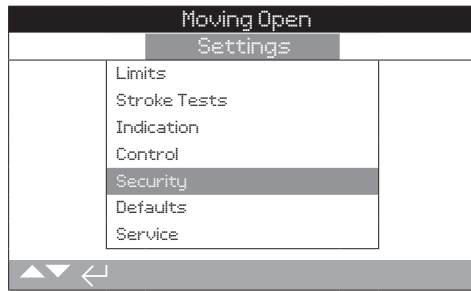 Moving Open
Settings
Limits
Stroke Tests
Indication
Control
Security
Defaults
Service